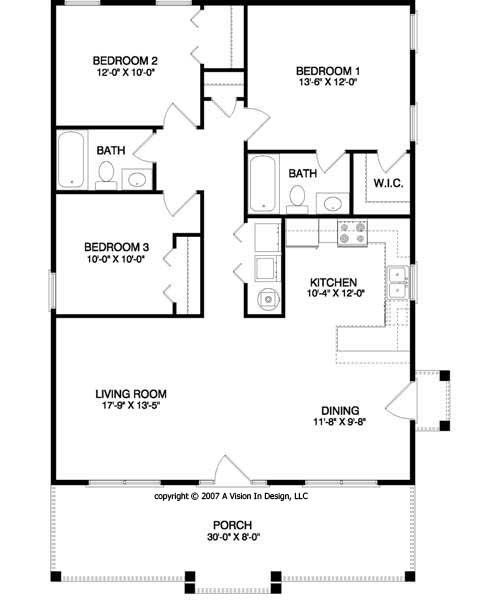 BEDROOM 2
12'-0" X 10'-0"
BEDROOM 1
13'-6" X 12'-0"
BATH
BATH
W.I.C.
BEDROOM 3
10'-0" X 10'-0"
KITCHEN
10'-4" X 12'-0"
LIVING ROOM
17'-9" X 13'-5"
DINING
11'-8" X 9'-8"
copyright © 2007 A Vision In Design, LLC
PORCH
30'-0" X 8'-0"